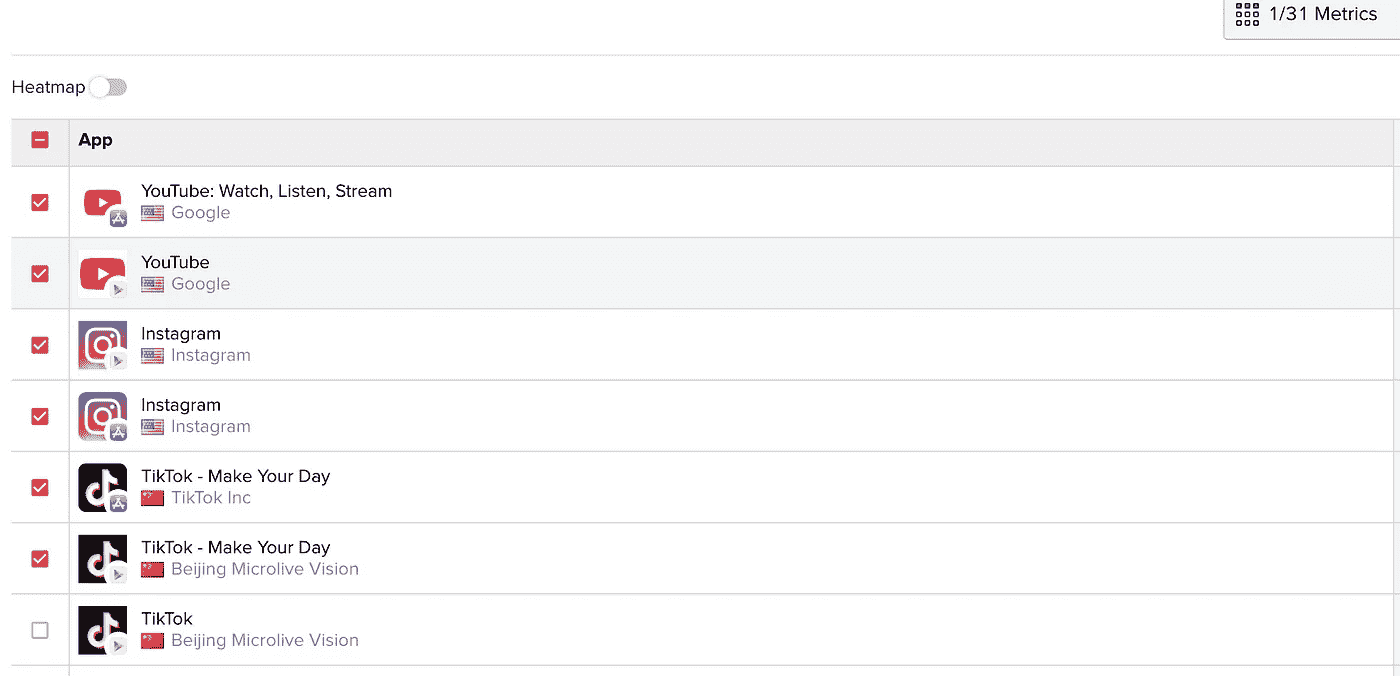 1/31 Metrics
Heatmap
App
YouTube: Watch, Listen, Stream
Google
YouTube
Google
Instagram
Instagram
Instagram
Instagram
TikTok - Make Your Day
TikTok Inc
TikTok - Make Your Day
Beijing Microlive Vision
TikTok
Beijing Microlive Vision